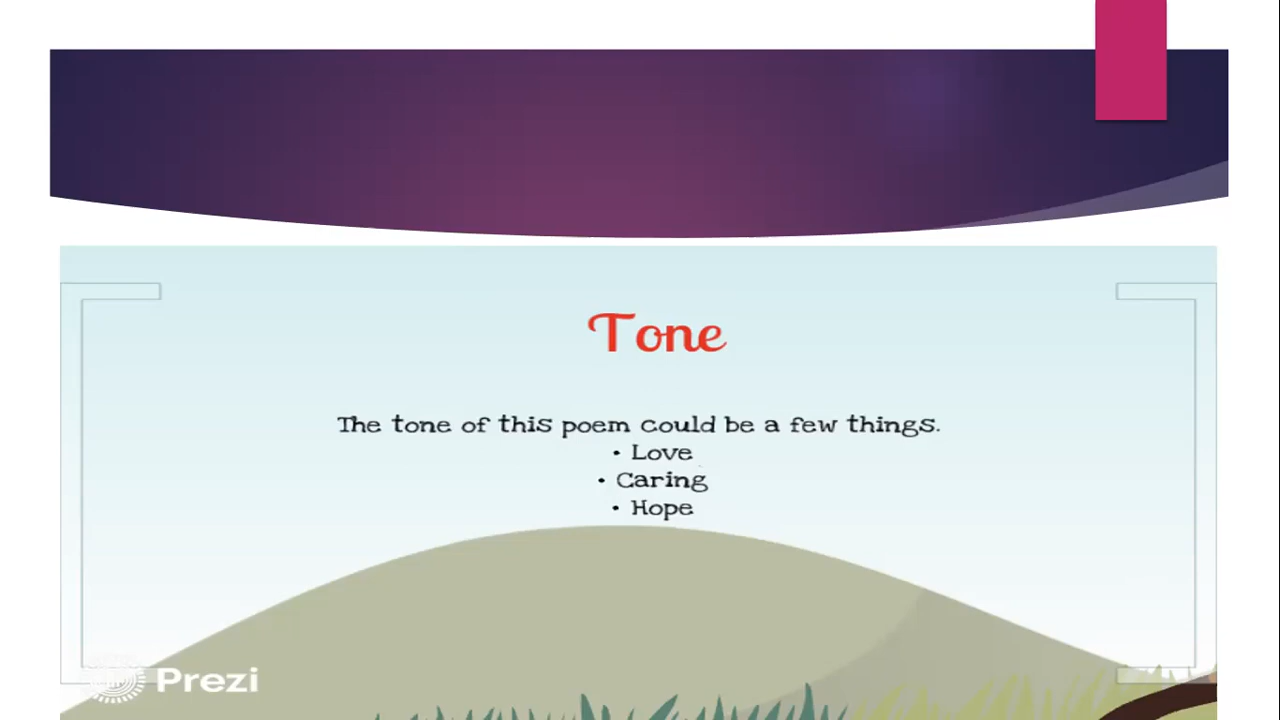 Tone
The tone of this poem could be a few things.
• Love
• Caring
• Hope
Prezi